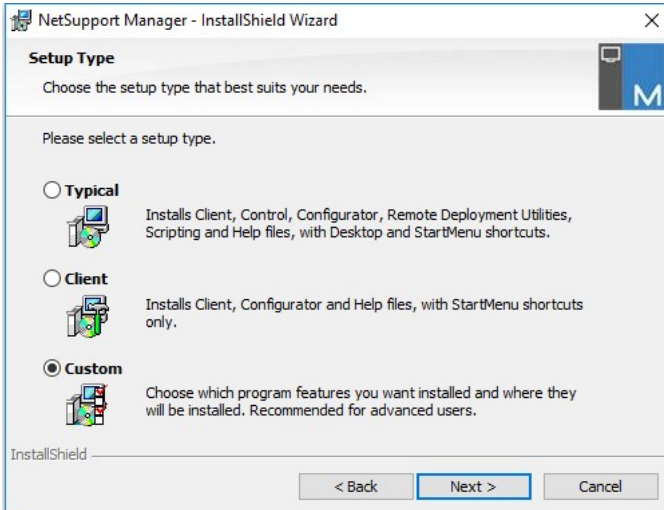 NetSupport Manager - InstallShield Wizard
Setup Type
Choose the setup type that best suits your needs.
M
Please select a setup type.
Typical
Installs Client, Control, Configurator, Remote Deployment Utilities,
Scripting and Help files, with Desktop and StartMenu shortcuts.
Client
Installs Client, Configurator and Help files, with StartMenu shortcuts
only.
Custom
Choose which program features you want installed and where they
will be installed. Recommended for advanced users.
InstallShield
< Back
Next >
Cancel